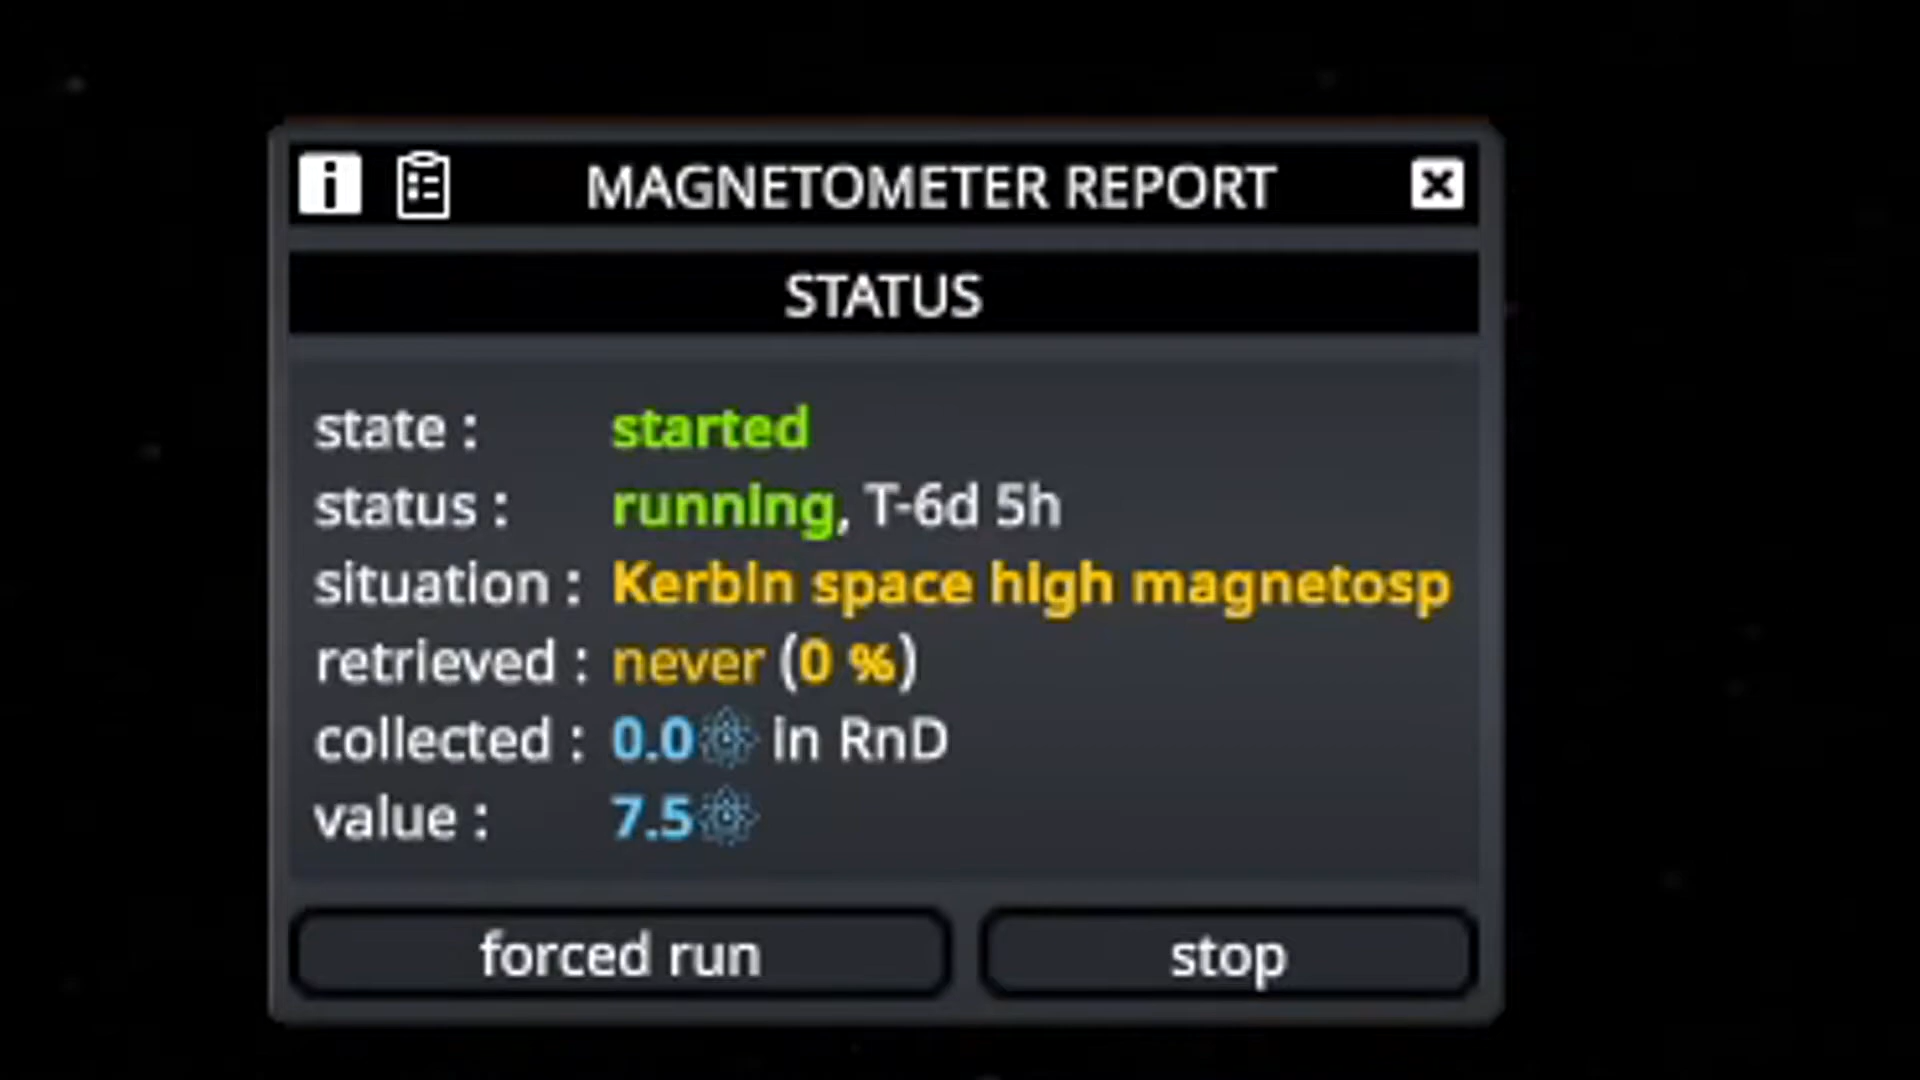 MAGNETOMETER REPORT
STATUS
state : started
status : running, T-6d 5h
situation : Kerbin space high magnetosp
retrieved : never (0 %)
collected : 0.0 in RnD
value : 7.5
forced run stop